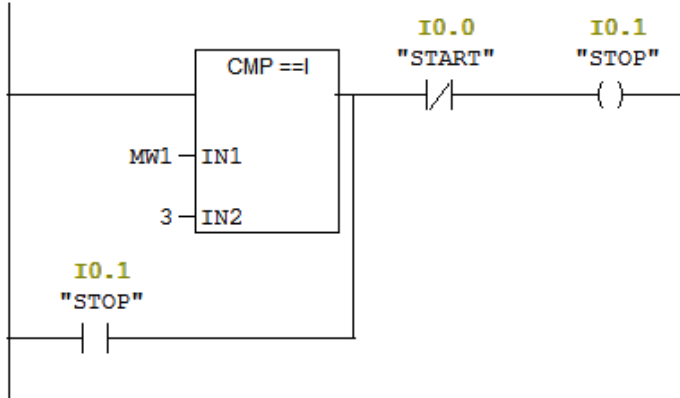 I0.0
"START"
I0.1
"STOP"
CMP ==I
MW1
IN1
3
IN2
I0.1
"STOP"